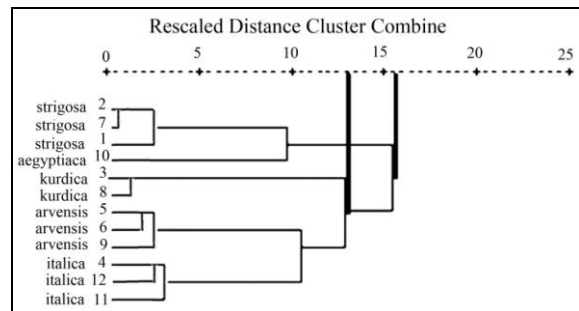 Rescaled Distance Cluster Combine
0 5 10 15 20 25
strigosa 2
strigosa 7
strigosa 1
aegyptiaca 10
kurdica 3
kurdica 8
arvensis 5
arvensis 6
arvensis 9
italica 4
italica 12
italica 11